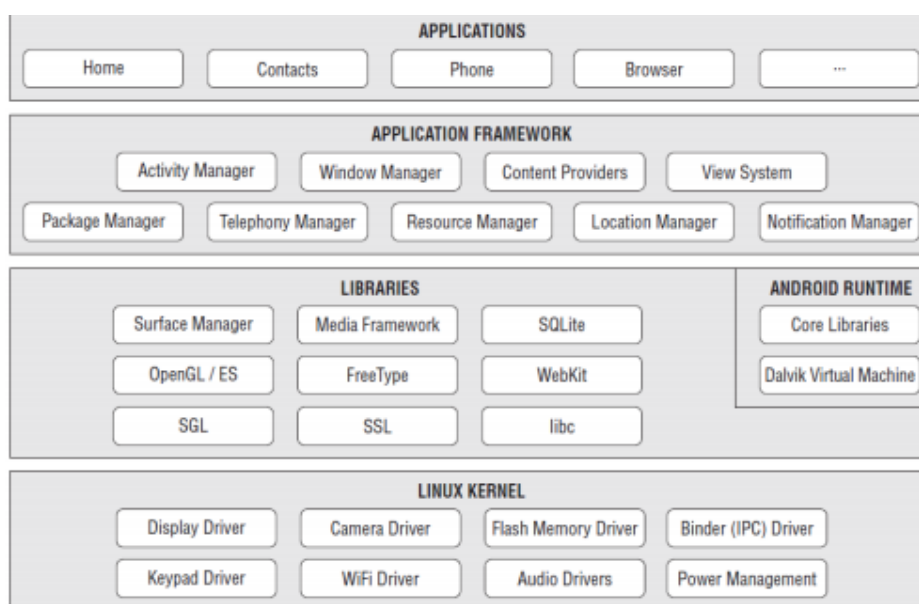 APPLICATIONS
Home Contacts Phone Browser ...
APPLICATION FRAMEWORK
Activity Manager Window Manager Content Providers View System
Package Manager Telephony Manager Resource Manager Location Manager Notification Manager
LIBRARIES ANDROID RUNTIME
Surface Manager Media Framework SQLite Core Libraries
OpenGL / ES FreeType WebKit Dalvik Virtual Machine
SGL SSL libc
LINUX KERNEL
Display Driver Camera Driver Flash Memory Driver Binder (IPC) Driver
Keypad Driver WiFi Driver Audio Drivers Power Management